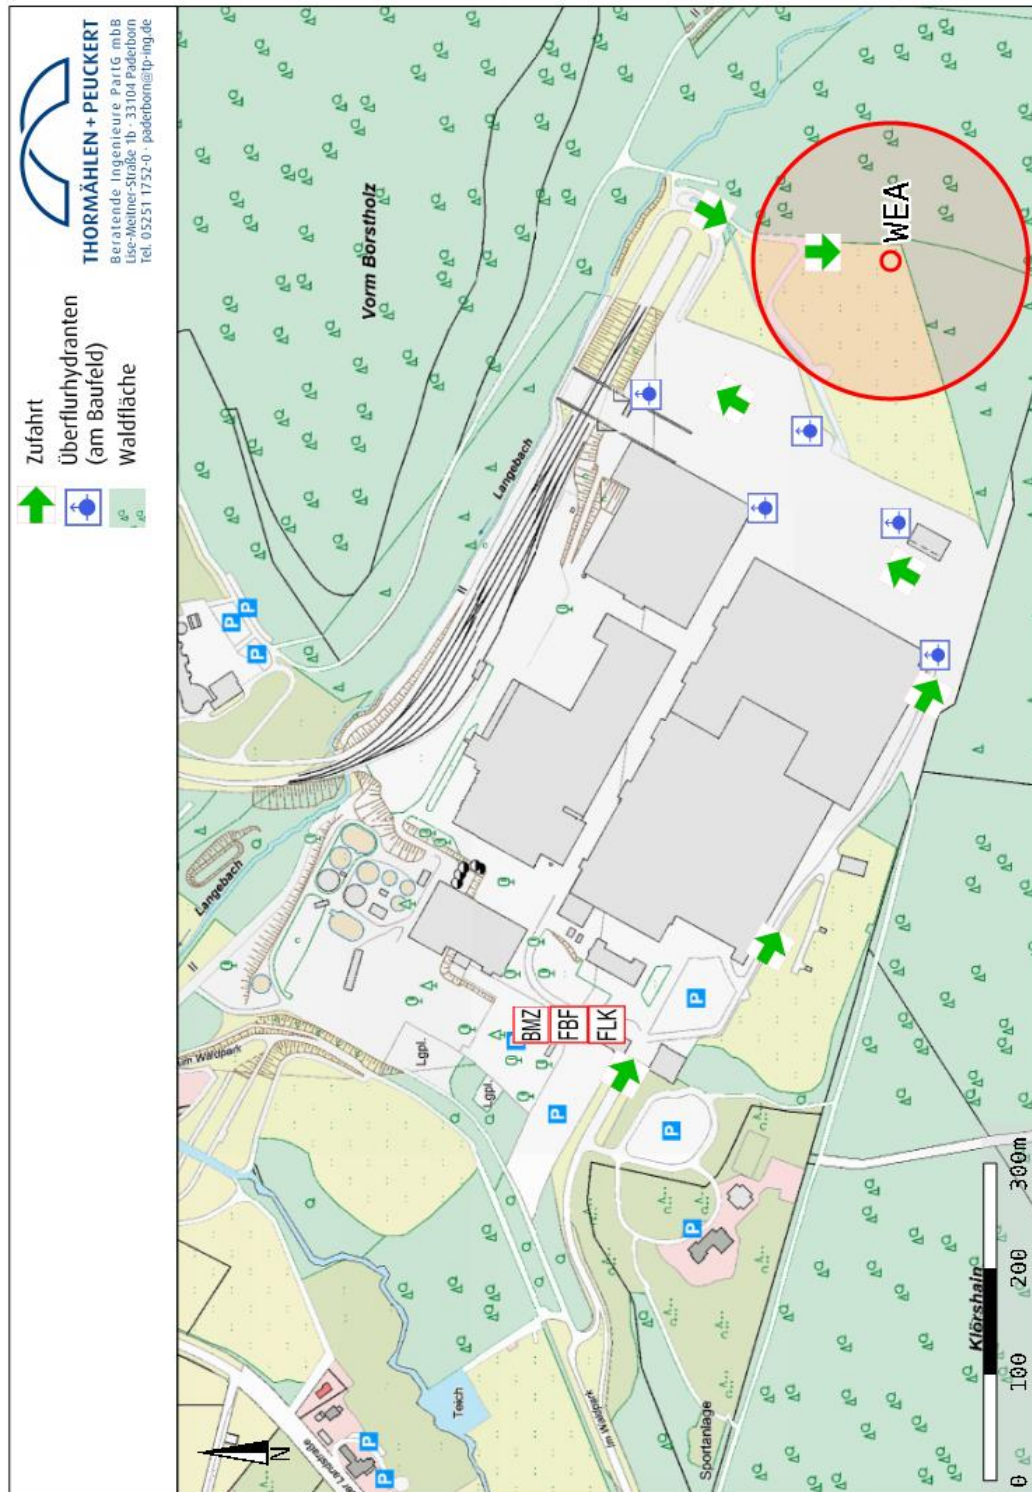 THORMÄHLEN + PEUCKERT
Beratende Ingenieure PartG mbB
Lise-Meitner-Straße 1b · 33104 Paderborn
Tel. 05251 1752-0 · paderborn@tp-ing.de
Zufahrt
Überflurhydranten
(am Baufeld)
Waldfläche
Vorm Borstholz
Langebach
Langebach
WEA
P
P
P
BMZ
FBF
FLK
P
P
P
P
P
P
Lgpl.
Lgpl.
Im Waldpark
Teich
Sportanlage
Klörshain
N
0 100 200 300m